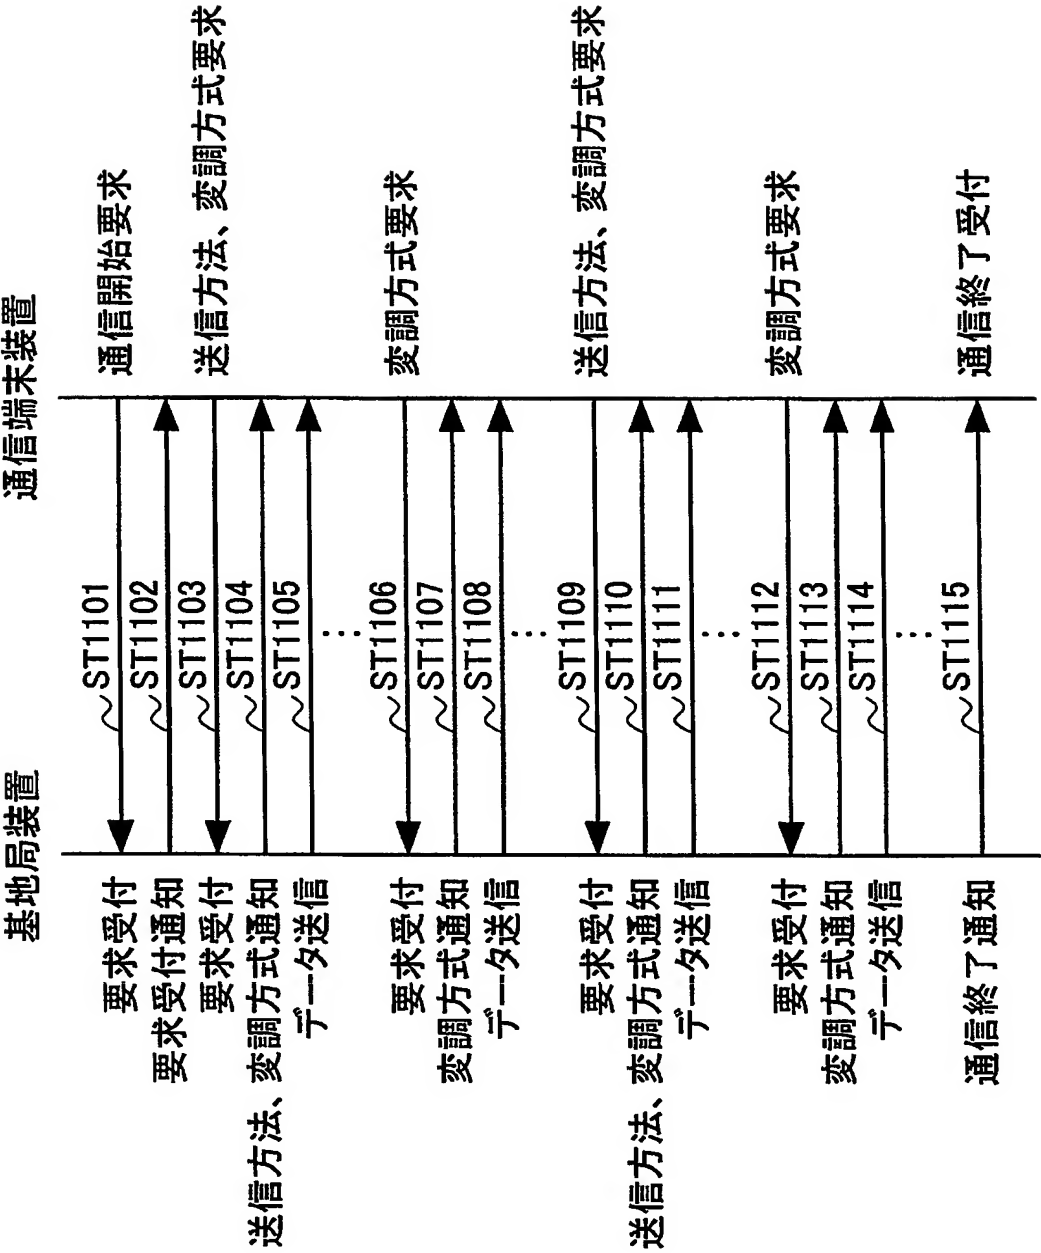 基地局装置
通信端末装置
要求受付
ST1101
通信開始要求
要求受付通知
ST1102
要求受付
ST1103
送信方法、変調方式要求
送信方法、変調方式通知
ST1104
データ送信
ST1105
…
要求受付
ST1106
変調方式要求
変調方式通知
ST1107
データ送信
ST1108
…
要求受付
ST1109
送信方法、変調方式要求
送信方法、変調方式通知
ST1110
データ送信
ST1111
…
要求受付
ST1112
変調方式要求
変調方式通知
ST1113
データ送信
ST1114
…
通信終了通知
ST1115
通信終了受付